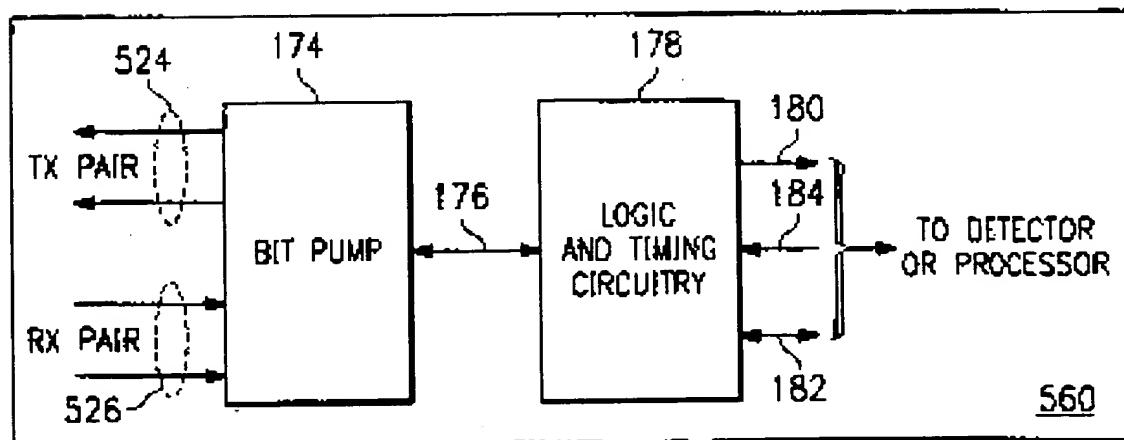 174
178
524
180
TX PAIR
176
184
BIT PUMP
LOGIC
AND TIMING
CIRCUITRY
TO DETECTOR
OR PROCESSOR
RX PAIR
182
526
560